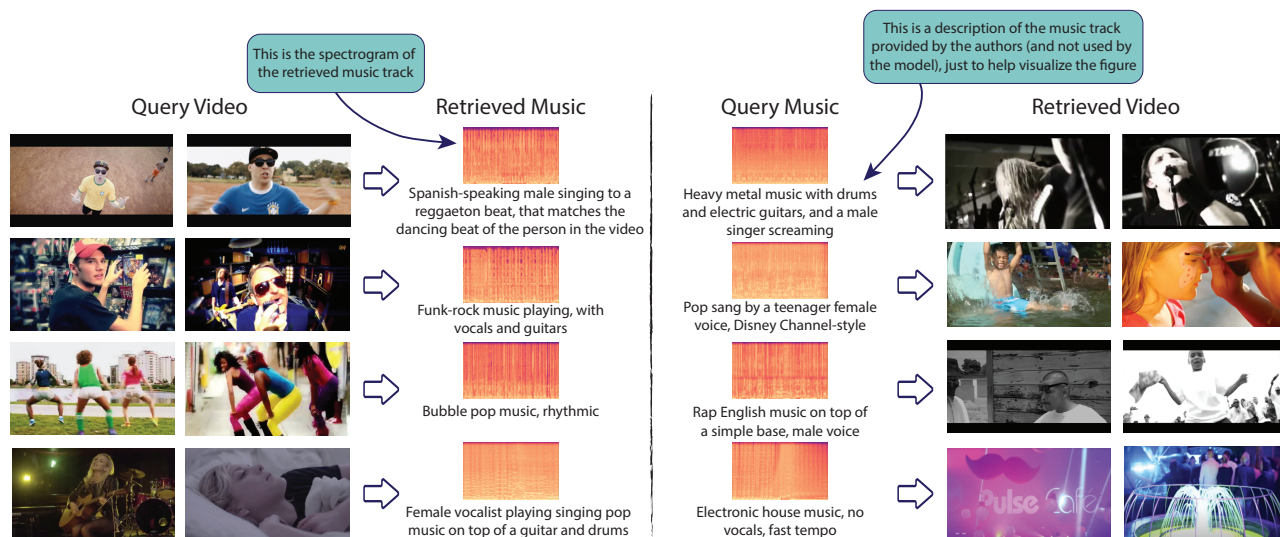 This is the spectrogram of
the retrieved music track
This is a description of the music track
provided by the authors (and not used by
the model), just to help visualize the figure
Query Video
Retrieved Music
Query Music
Retrieved Video
Spanish-speaking male singing to a
reggaeton beat, that matches the
dancing beat of the person in the video
Heavy metal music with drums
and electric guitars, and a male
singer screaming
TAMA
Funk-rock music playing, with
vocals and guitars
Pop sang by a teenager female
voice, Disney Channel-style
Bubble pop music, rhythmic
Rap English music on top of
a simple base, male voice
Female vocalist playing singing pop
music on top of a guitar and drums
Electronic house music, no
vocals, fast tempo
Pulse Café